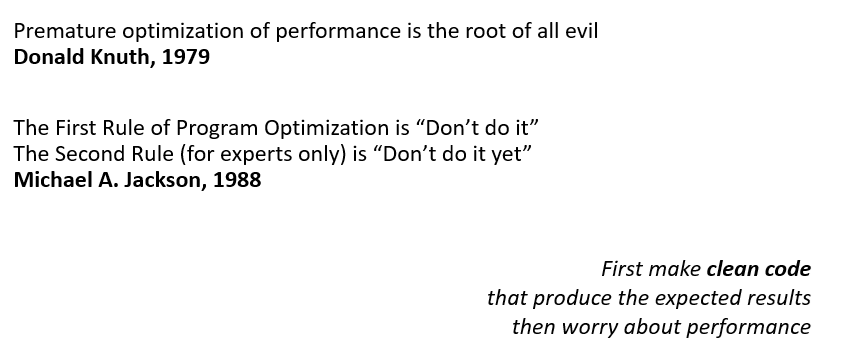 Premature optimization of performance is the root of all evil
Donald Knuth, 1979
The First Rule of Program Optimization is “Don’t do it”
The Second Rule (for experts only) is “Don’t do it yet”
Michael A. Jackson, 1988
First make clean code
that produce the expected results
then worry about performance